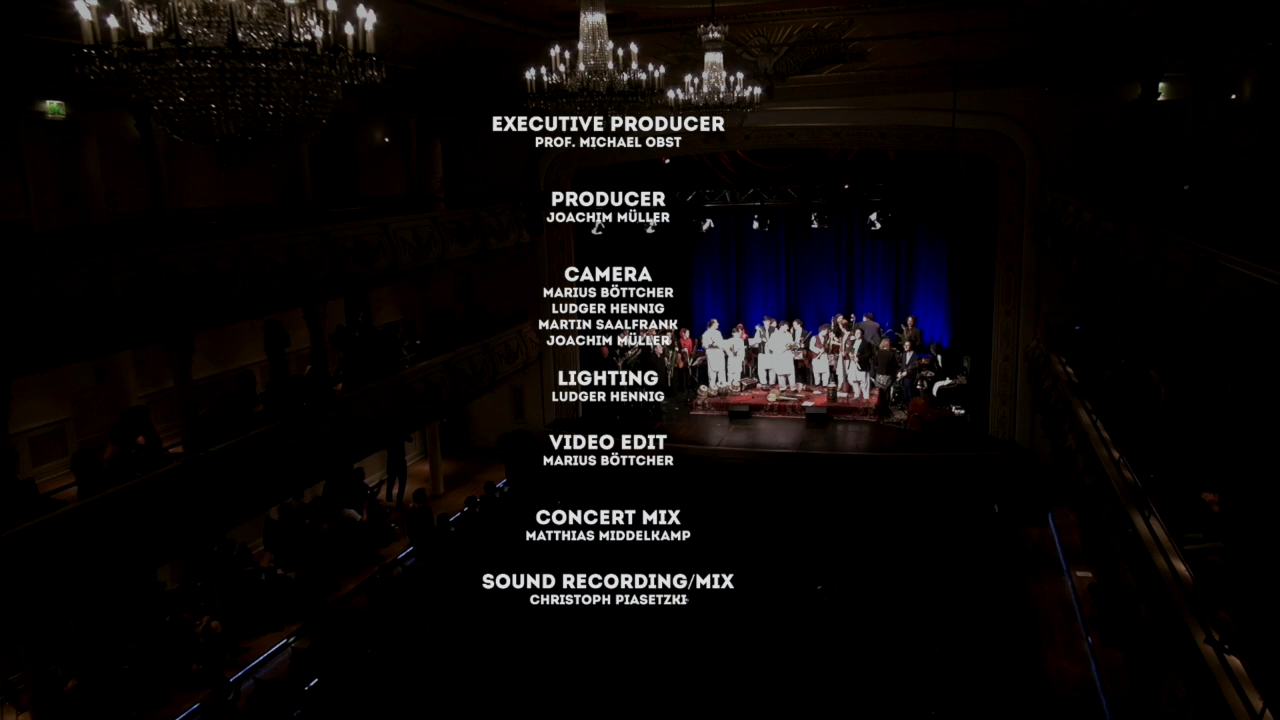 EXECUTIVE PRODUCER
PROF. MICHAEL OBST
PRODUCER
JOACHIM MÜLLER
CAMERA
MARIUS BÖTTCHER
LUDGER HENNIG
MARTIN SAALFRANK
JOACHIM MÜLLER
LIGHTING
LUDGER HENNIG
VIDEO EDIT
MARIUS BÖTTCHER
CONCERT MIX
MATTHIAS MIDDELKAMP
SOUND RECORDING/MIX
CHRISTOPH PIASETZKI